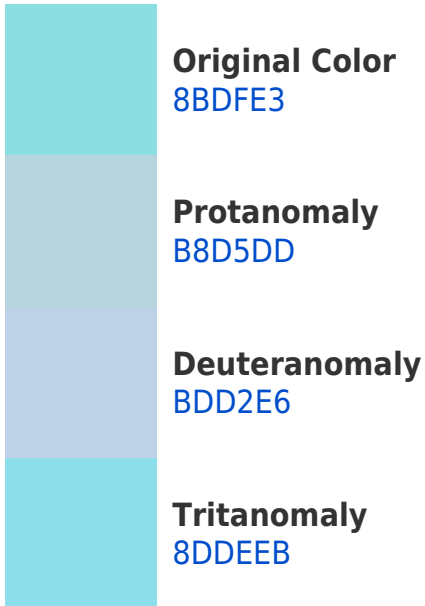 Original Color
8BDFE3
Protanomaly
B8D5DD
Deuteranomaly
BDD2E6
Tritanomaly
8DDEEB